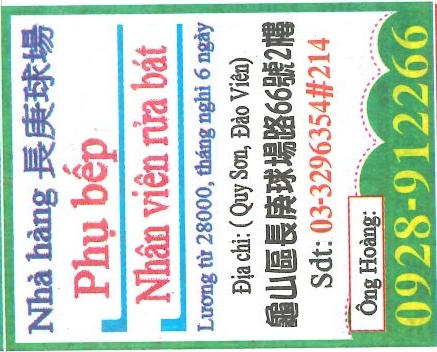 Nhà hàng 長庚球場
Phụ bếp
Nhân viên rửa bát
Lương từ 28000, tháng nghỉ 6 ngày
Địa chỉ: ( Quy Sơn, Đào Viên)
龜山區長庚球場路66號2樓
Sdt: 03-3296354#214
Ông Hoàng:
0928-912266